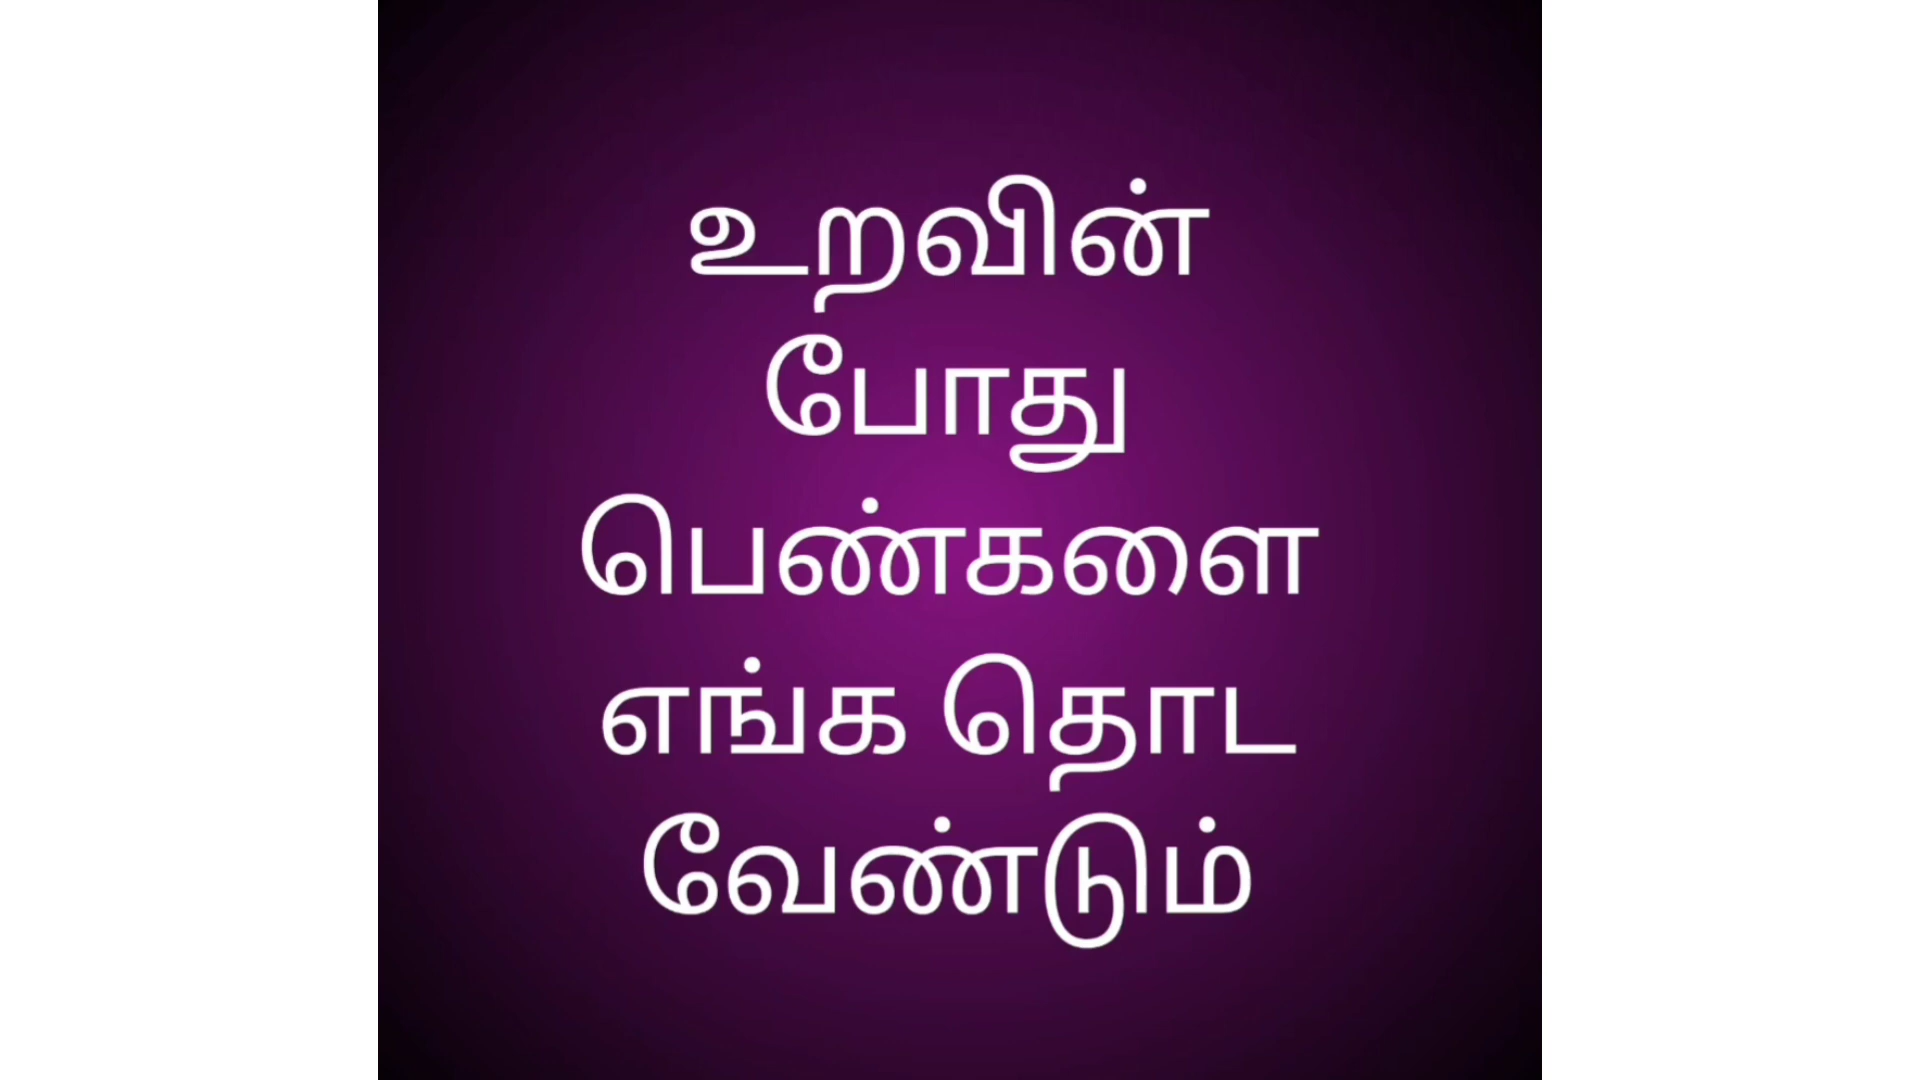 உறவின்
போது
பெண்களை
எங்க தொட
வேண்டும்